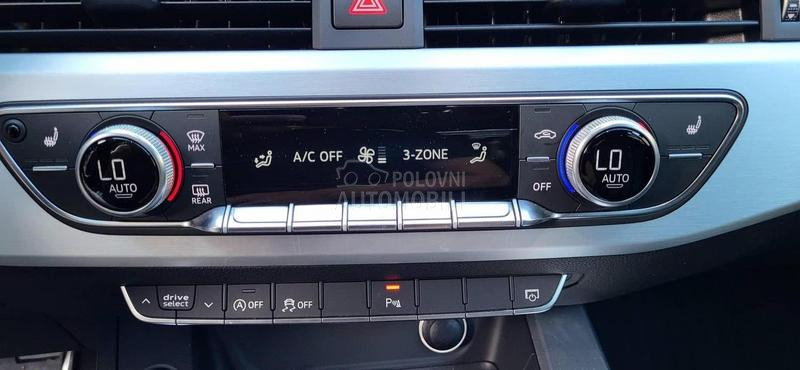 MAX
LO
AUTO
REAR
A/C OFF
3-ZONE
POLOVNI
AUTOMOBILI
OFF
LO
AUTO
drive
select
A OFF
OFF
P